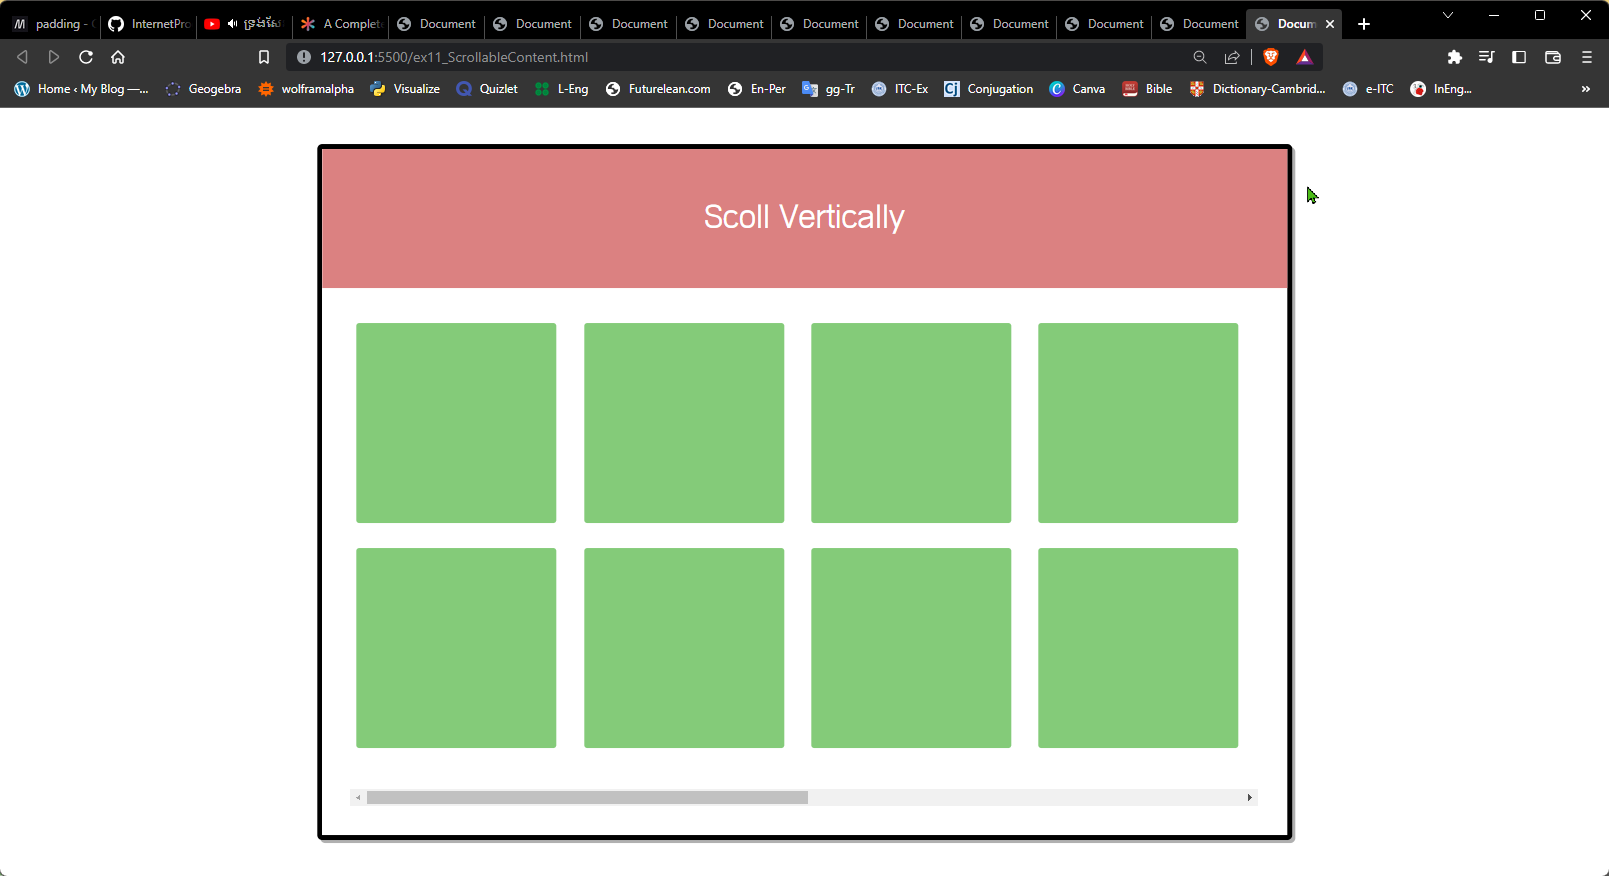 padding - 
InternetPro
A Complete
Document
Document
Document
Document
Document
Document
Document
Document
Document
Docum
127.0.0.1:5500/ex11_ScrollableContent.html
Home ‹ My Blog —...
Geogebra
wolframalpha
Visualize
Quizlet
L-Eng
Futurelean.com
En-Per
gg-Tr
ITC-Ex
Cj
Conjugation
Canva
Bible
Dictionary-Cambrid...
e-ITC
InEng...
»
Scoll Vertically